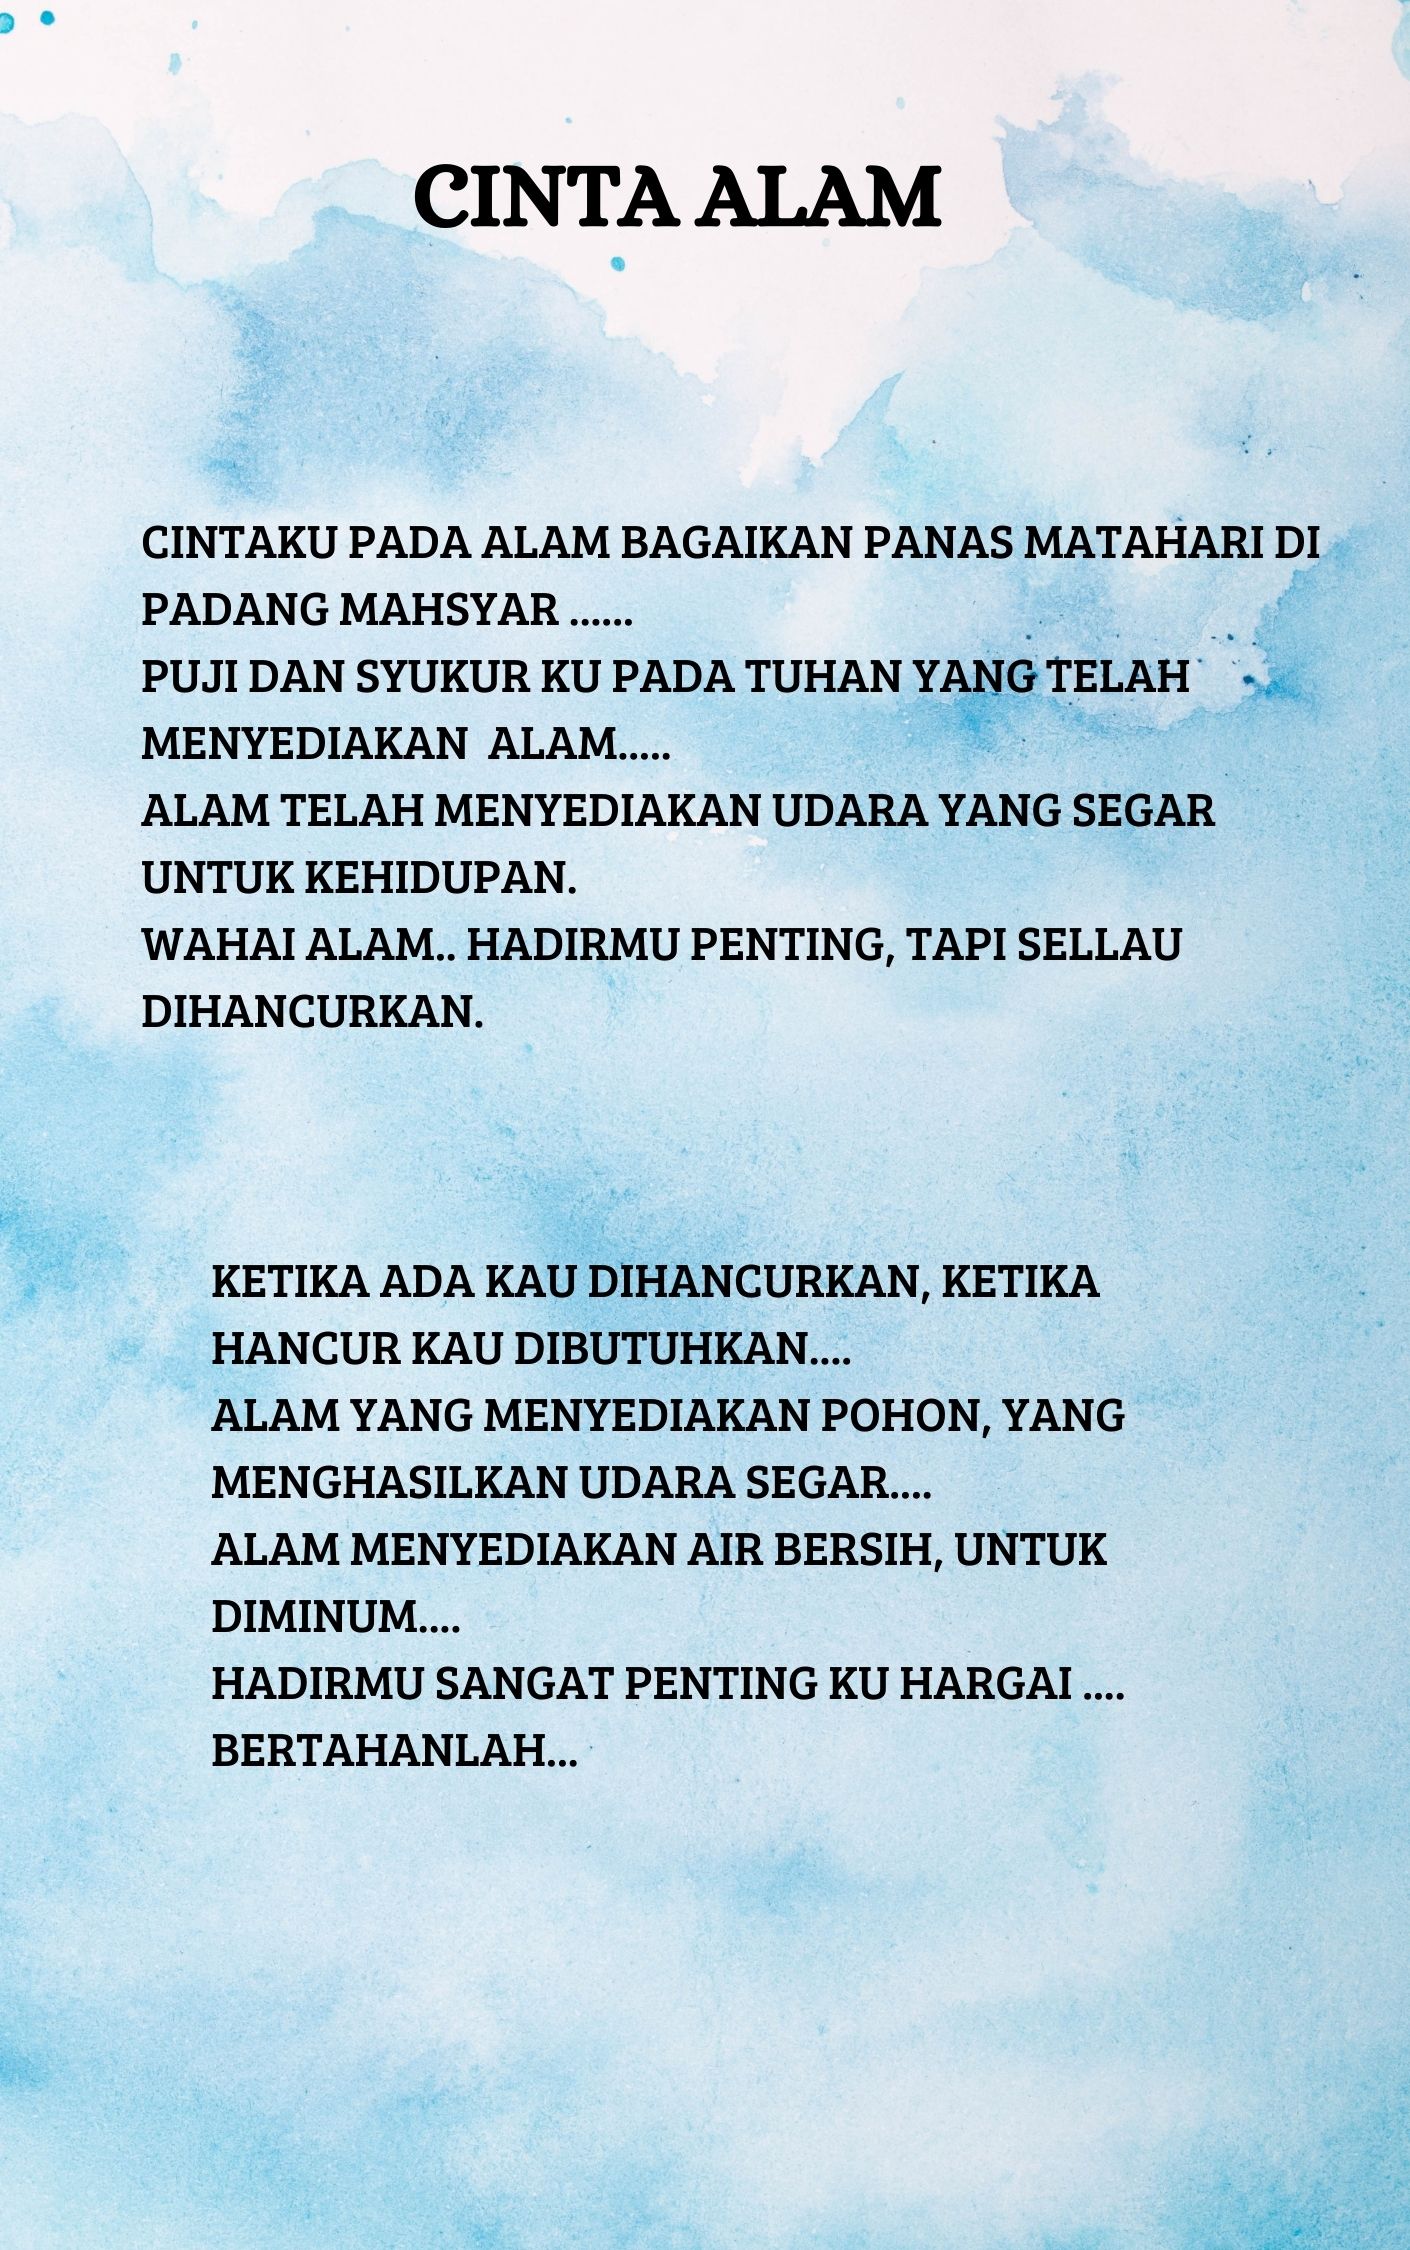 CINTA ALAM
CINTAKU PADA ALAM BAGAIKAN PANAS MATAHARI DI
PADANG MAHSYAR ......
PUJI DAN SYUKUR KU PADA TUHAN YANG TELAH
MENYEDIAKAN  ALAM.....
ALAM TELAH MENYEDIAKAN UDARA YANG SEGAR
UNTUK KEHIDUPAN.
WAHAI ALAM.. HADIRMU PENTING, TAPI SELLAU
DIHANCURKAN.
KETIKA ADA KAU DIHANCURKAN, KETIKA
HANCUR KAU DIBUTUHKAN....
ALAM YANG MENYEDIAKAN POHON, YANG
MENGHASILKAN UDARA SEGAR....
ALAM MENYEDIAKAN AIR BERSIH, UNTUK
DIMINUM....
HADIRMU SANGAT PENTING KU HARGAI ....
BERTAHANLAH...